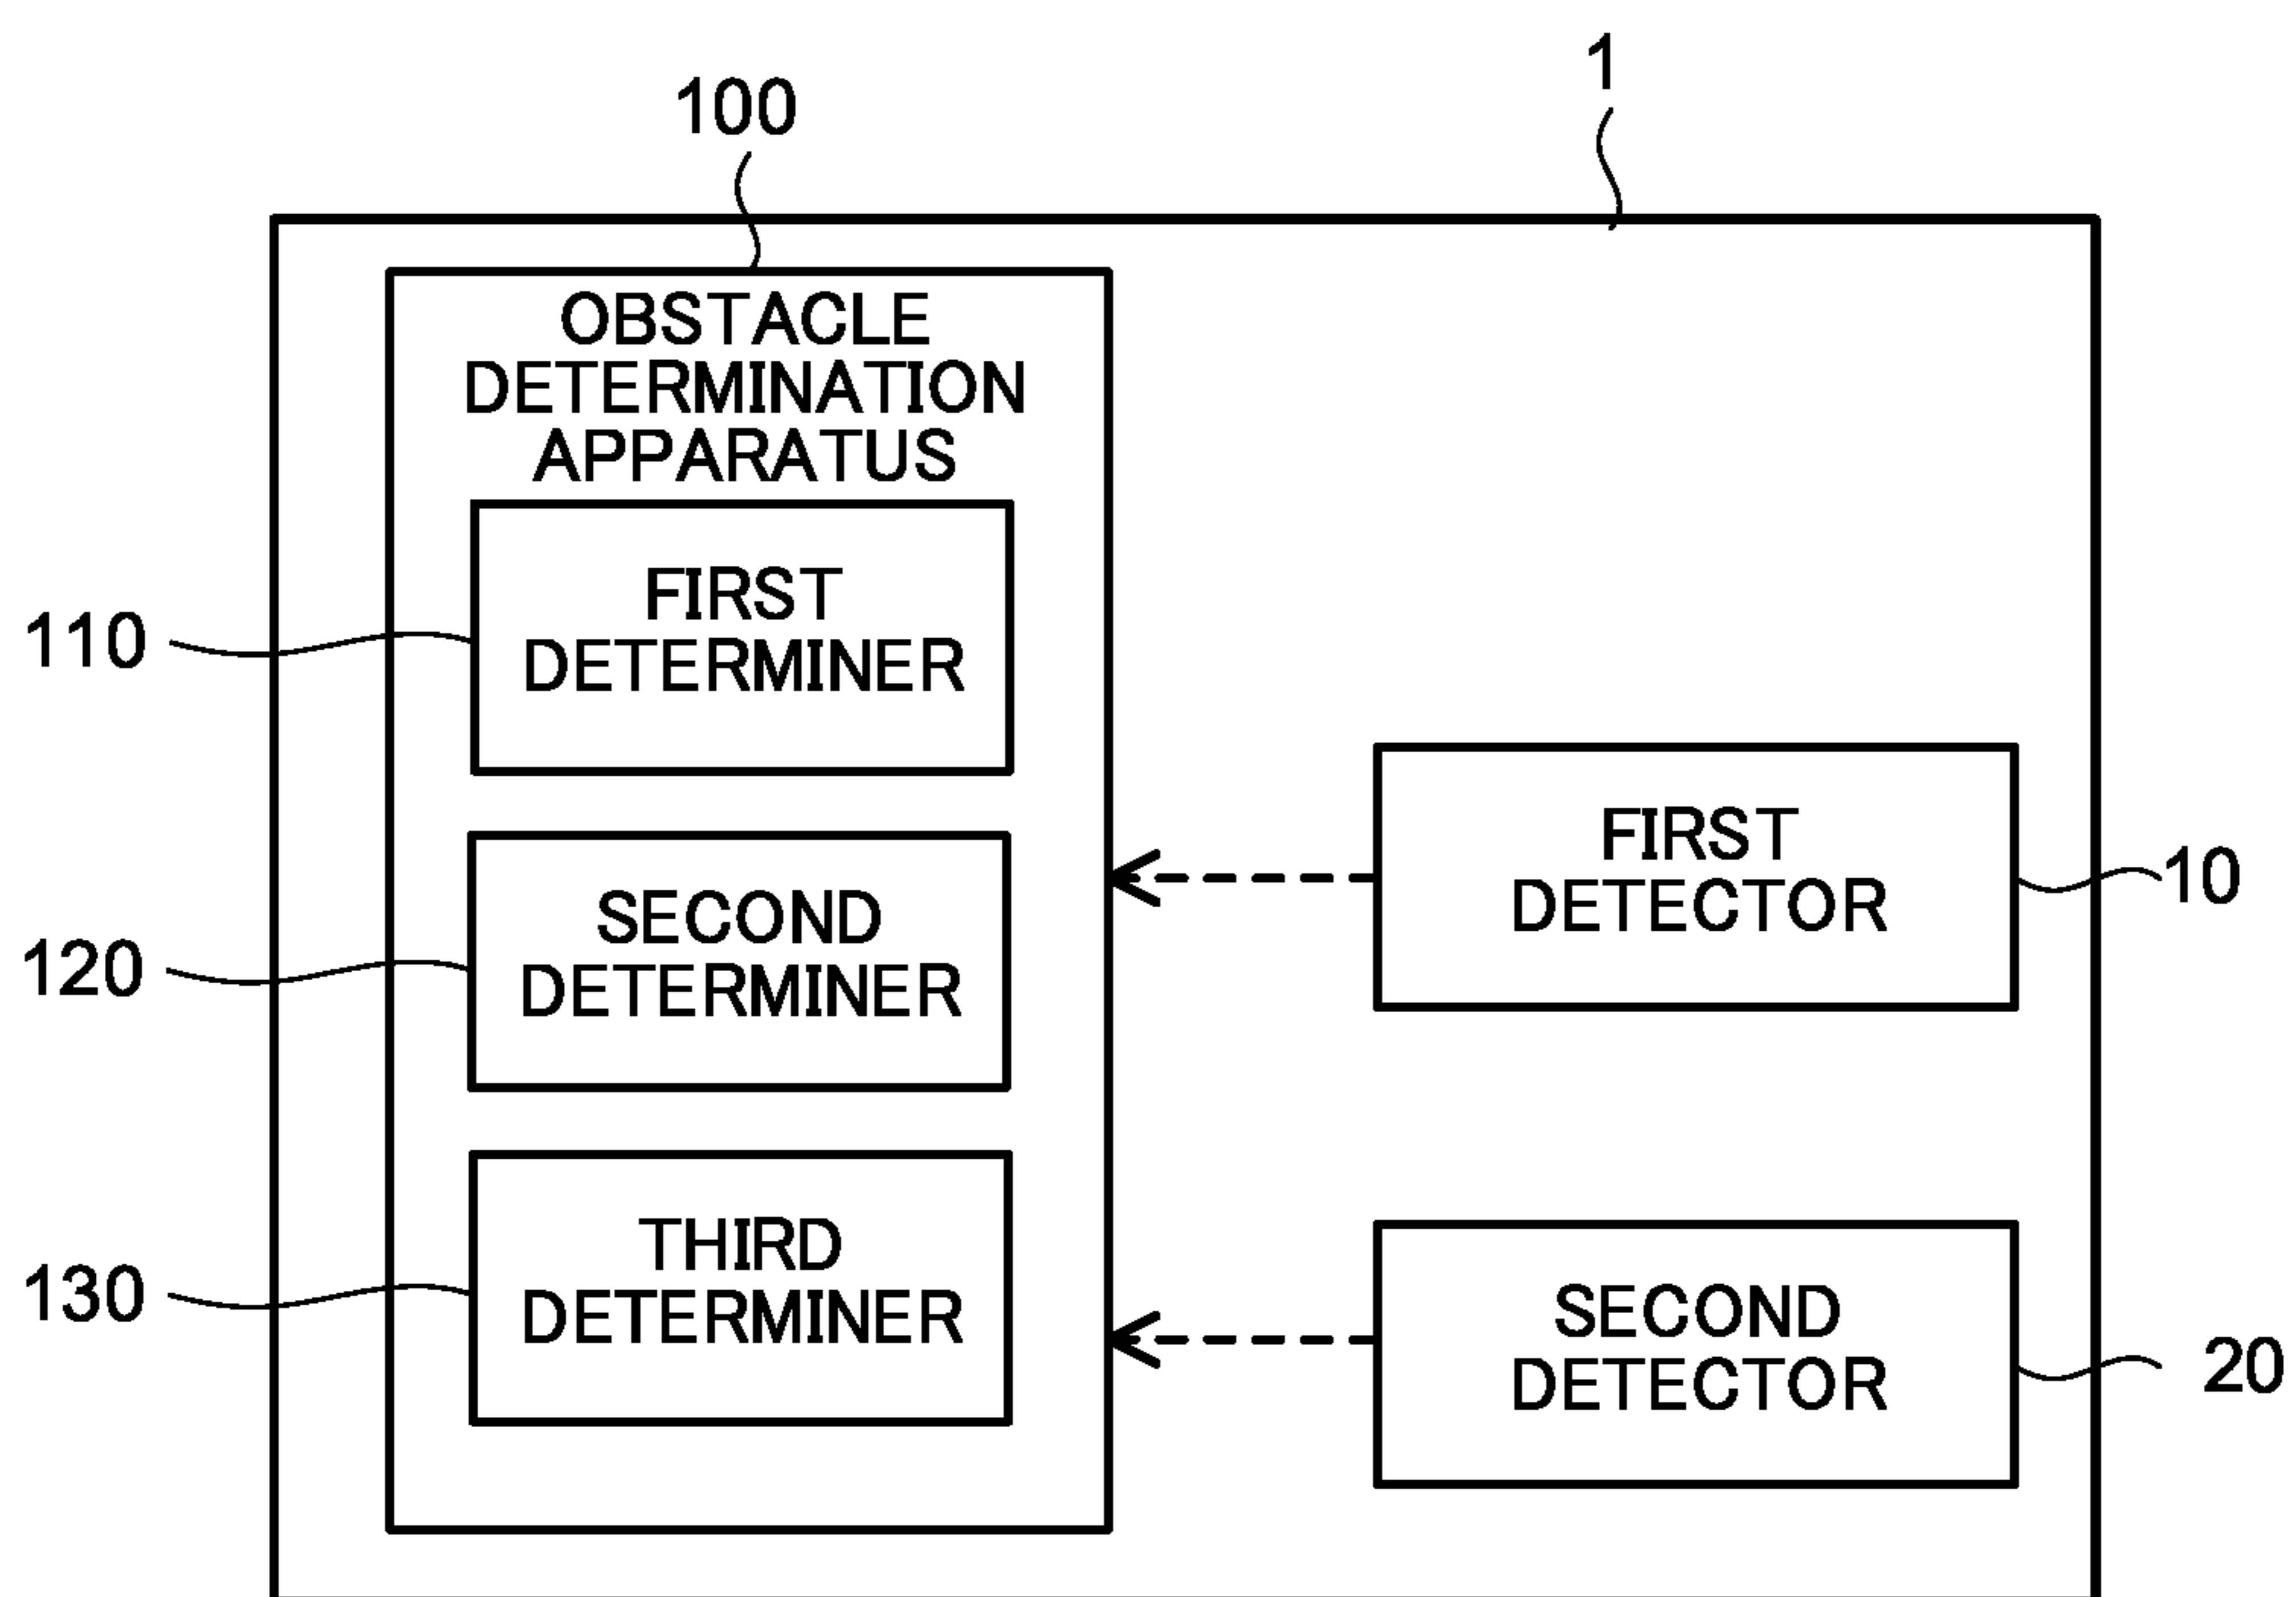 1
100
OBSTACLE
DETERMINATION
APPARATUS
110
FIRST
DETERMINER
FIRST
DETECTOR
10
120
SECOND
DETERMINER
130
THIRD
DETERMINER
SECOND
DETECTOR
20